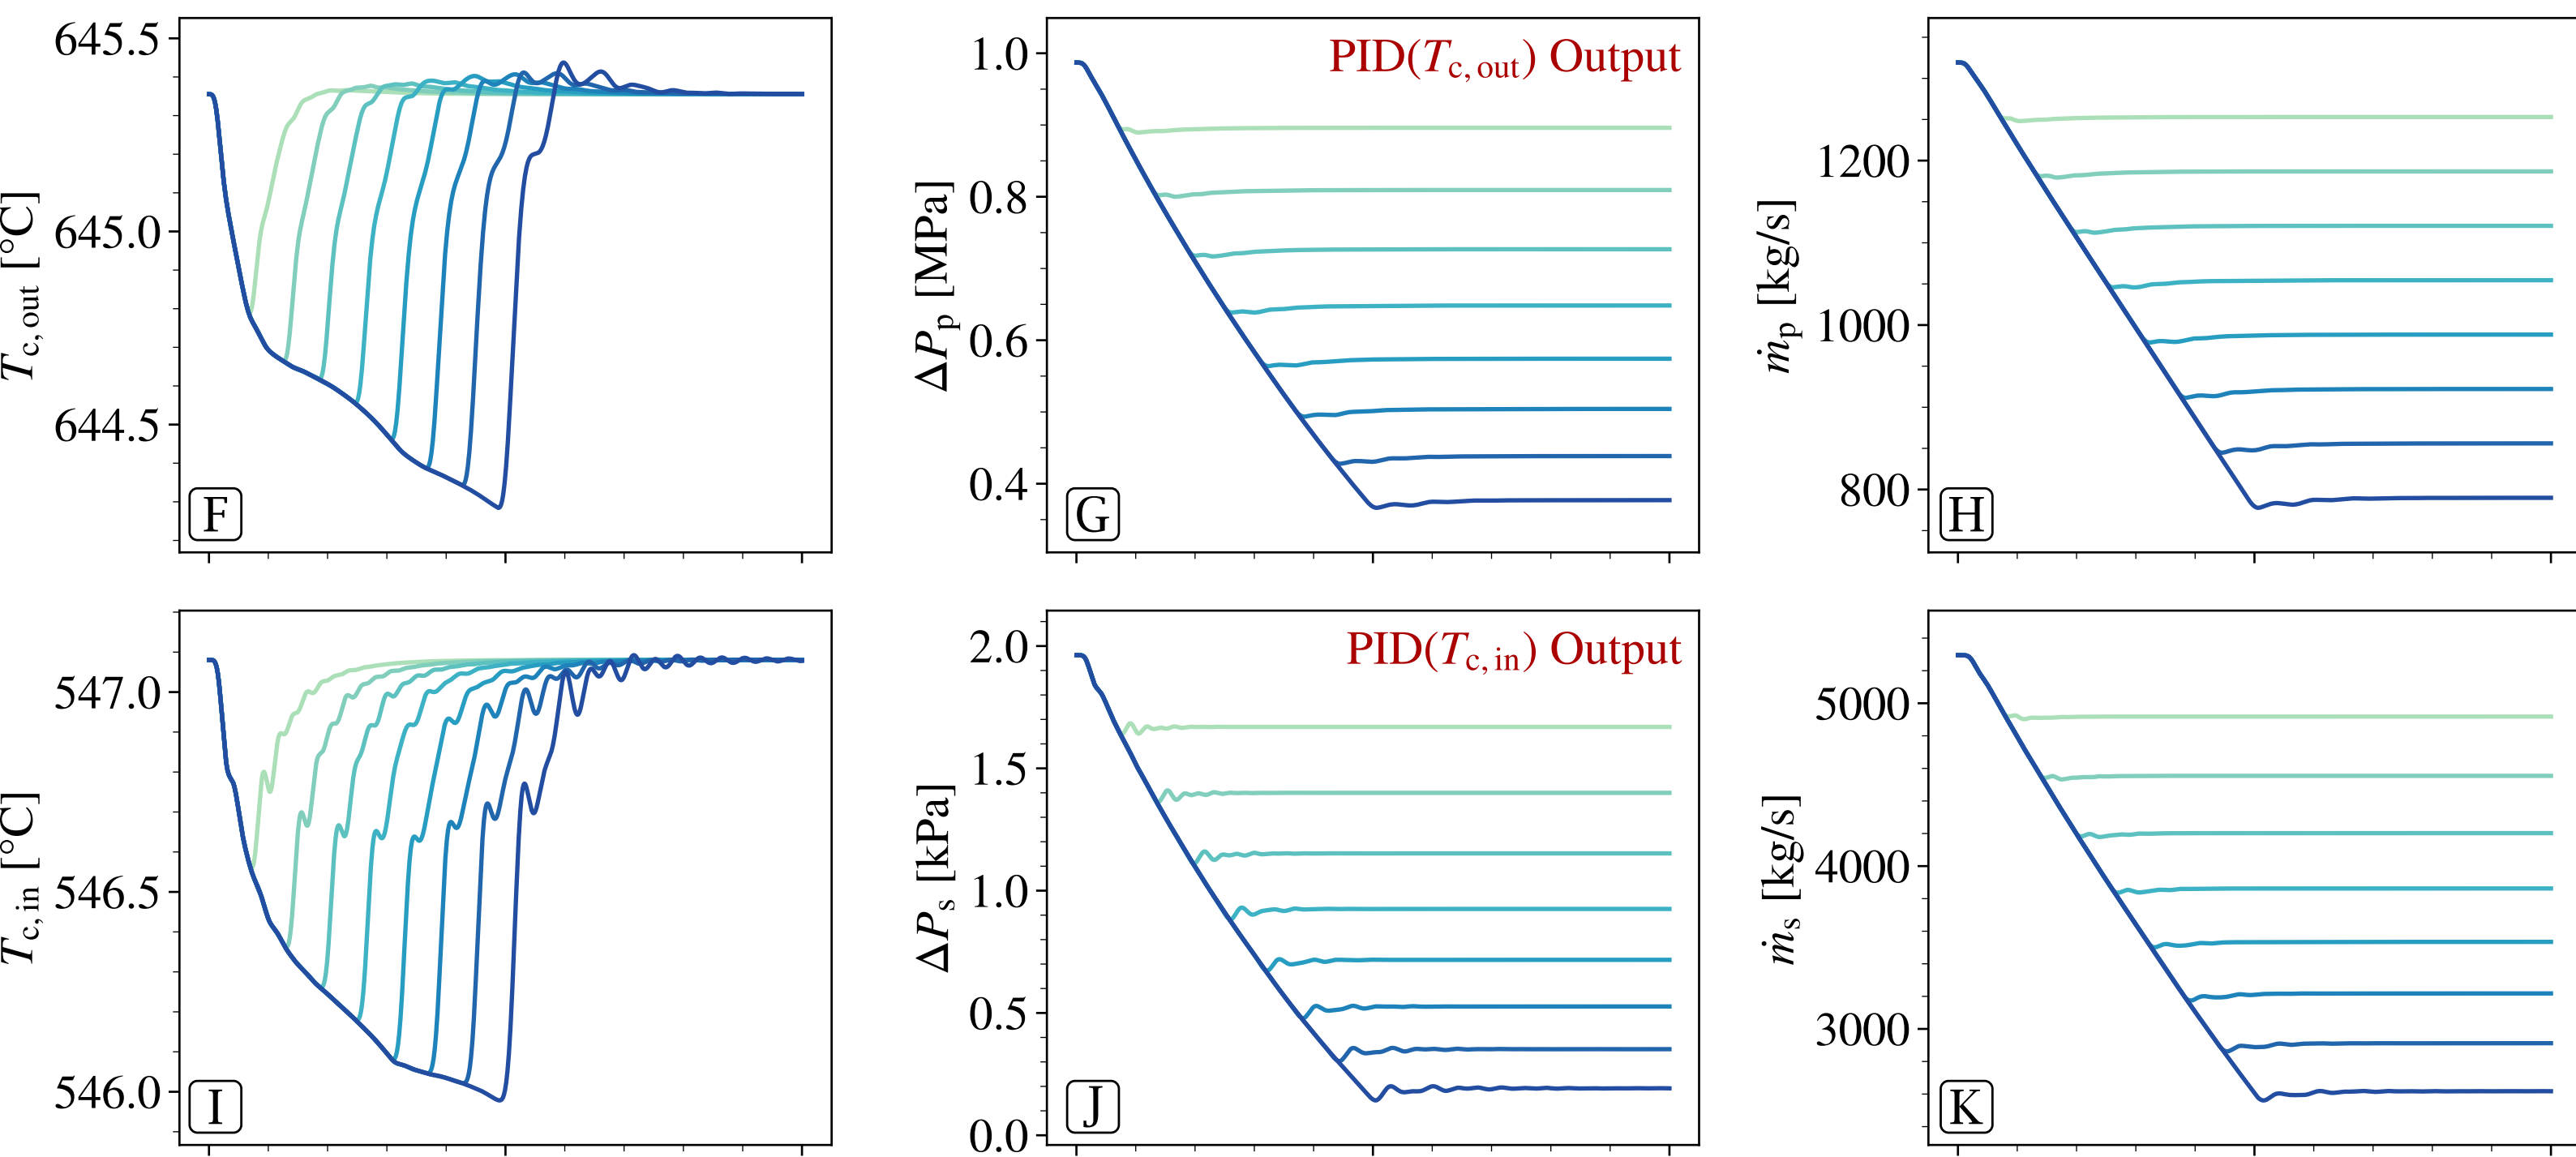 645.5
645.0
644.5
T_c,out [°C]
F
1.0
0.8
0.6
0.4
ΔP_p [MPa]
PID(T_c,out) Output
G
1200
1000
800
ṁ_p [kg/s]
H
547.0
546.5
546.0
T_c,in [°C]
I
2.0
1.5
1.0
0.5
0.0
ΔP_s [kPa]
PID(T_c,in) Output
J
5000
4000
3000
ṁ_s [kg/s]
K